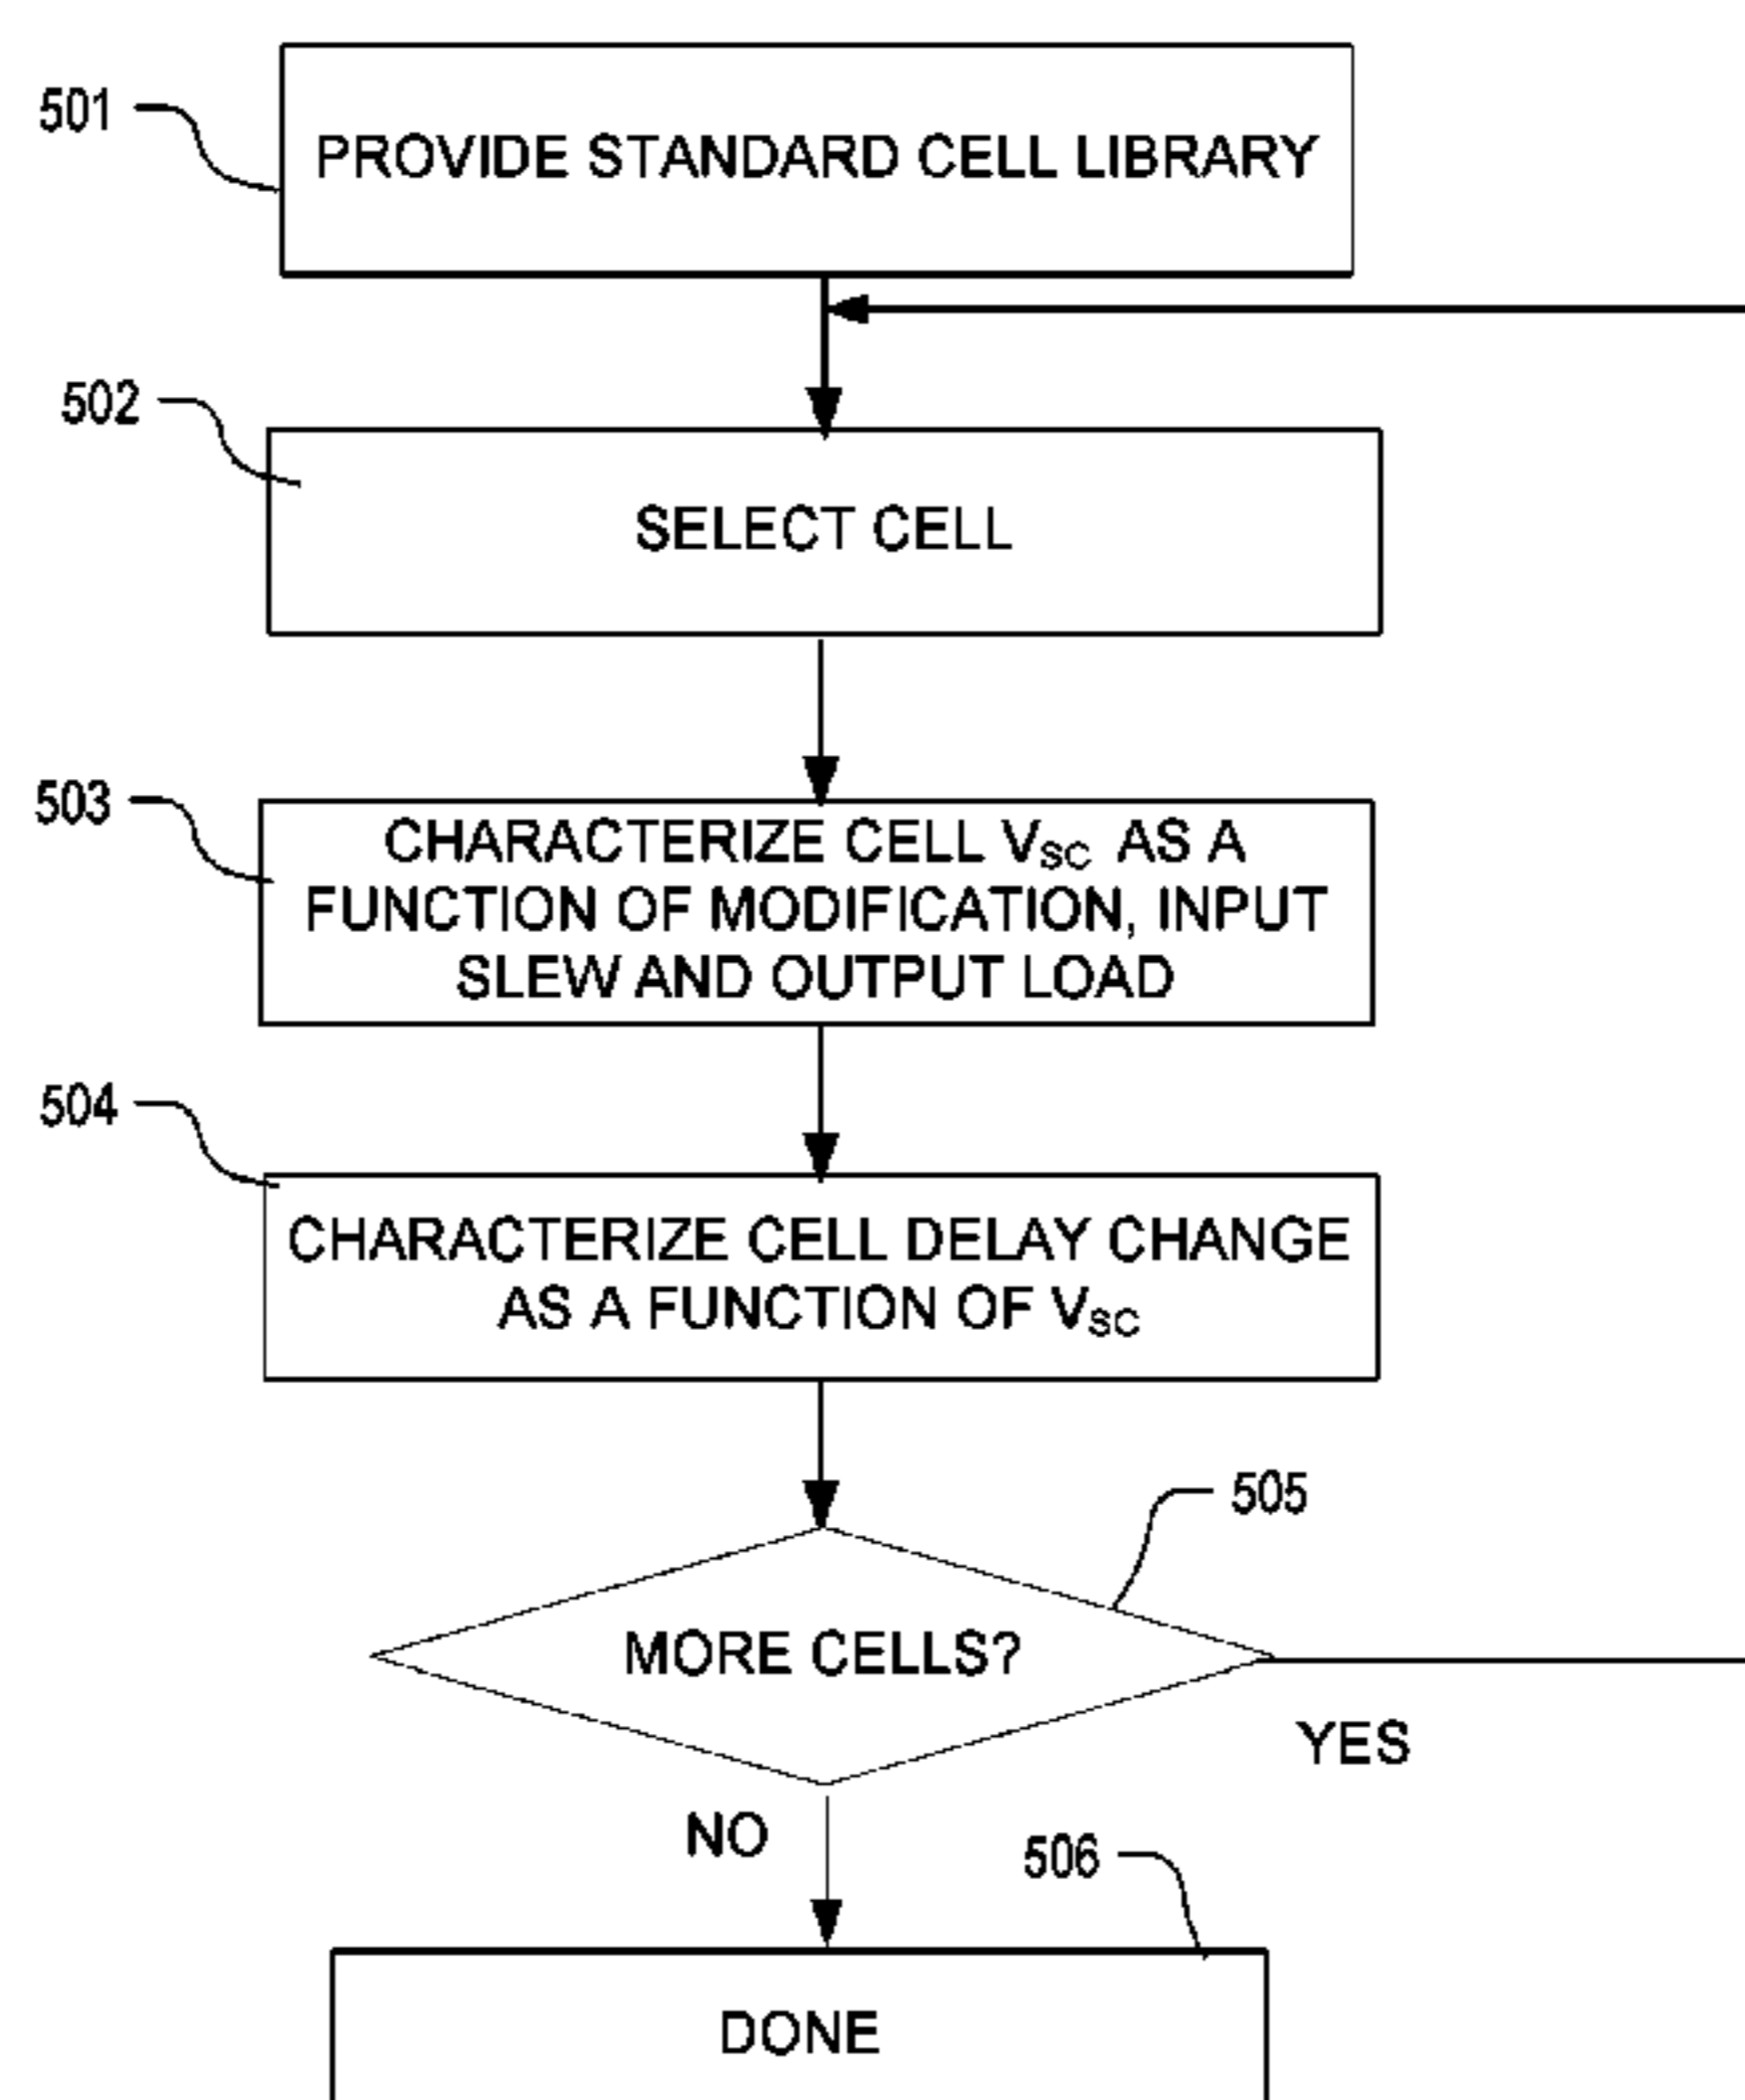 501
PROVIDE STANDARD CELL LIBRARY
502
SELECT CELL
503
CHARACTERIZE CELL VSC AS A
FUNCTION OF MODIFICATION, INPUT
SLEW AND OUTPUT LOAD
504
CHARACTERIZE CELL DELAY CHANGE
AS A FUNCTION OF VSC
505
MORE CELLS?
YES
NO
506
DONE